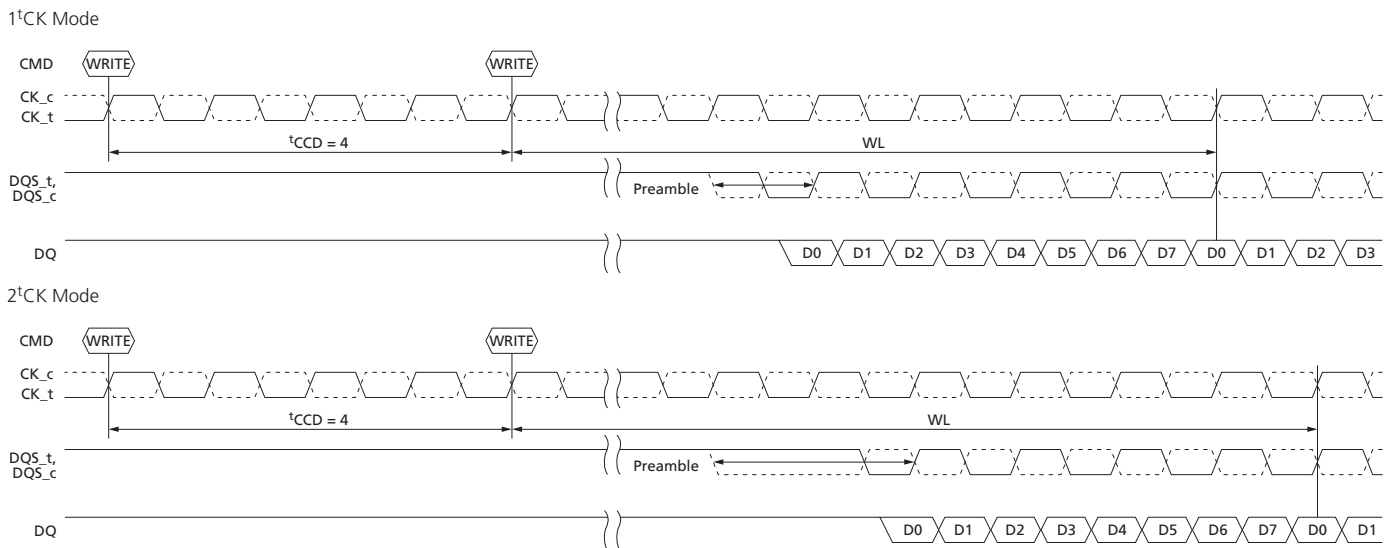 1tCK Mode
CMD WRITE WRITE
CK_c
CK_t
tCCD = 4 WL
DQS_t,
DQS_c Preamble
DQ D0 D1 D2 D3 D4 D5 D6 D7 D0 D1 D2 D3
2tCK Mode
CMD WRITE WRITE
CK_c
CK_t
tCCD = 4 WL
DQS_t,
DQS_c Preamble
DQ D0 D1 D2 D3 D4 D5 D6 D7 D0 D1